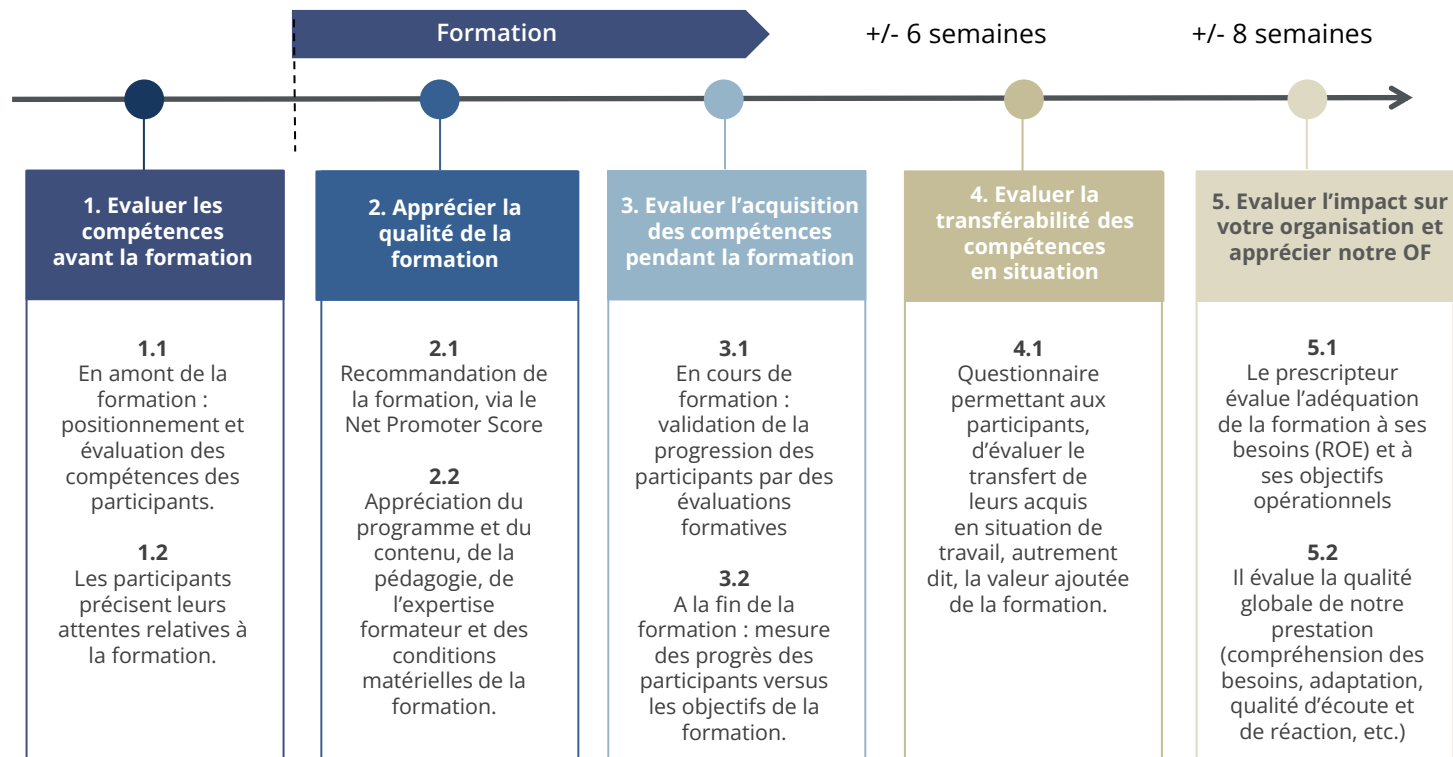 Formation
+/- 6 semaines
+/- 8 semaines
1. Evaluer les
compétences
avant la formation
1.1
En amont de la
formation :
positionnement et
évaluation des
compétences des
participants.
1.2
Les participants
précisent leurs
attentes relatives à
la formation.
2. Apprécier la
qualité de la
formation
2.1
Recommandation de
la formation, via le
Net Promoter Score
2.2
Appréciation du
programme et du
contenu, de la
pédagogie, de
l’expertise
formateur et des
conditions
matérielles de la
formation.
3. Evaluer l’acquisition
des compétences
pendant la formation
3.1
En cours de
formation :
validation de la
progression des
participants par des
évaluations
formatives
3.2
A la fin de la
formation : mesure
des progrès des
participants versus
les objectifs de la
formation.
4. Evaluer la
transférabilité des
compétences
en situation
4.1
Questionnaire
permettant aux
participants,
d’évaluer le
transfert de
leurs acquis
en situation de
travail, autrement
dit, la valeur ajoutée
de la formation.
5. Evaluer l’impact sur
votre organisation et
apprécier notre OF
5.1
Le prescripteur
évalue l’adéquation
de la formation à ses
besoins (ROE) et à
ses objectifs
opérationnels
5.2
Il évalue la qualité
globale de notre
prestation
(compréhension des
besoins, adaptation,
qualité d’écoute et
de réaction, etc.)